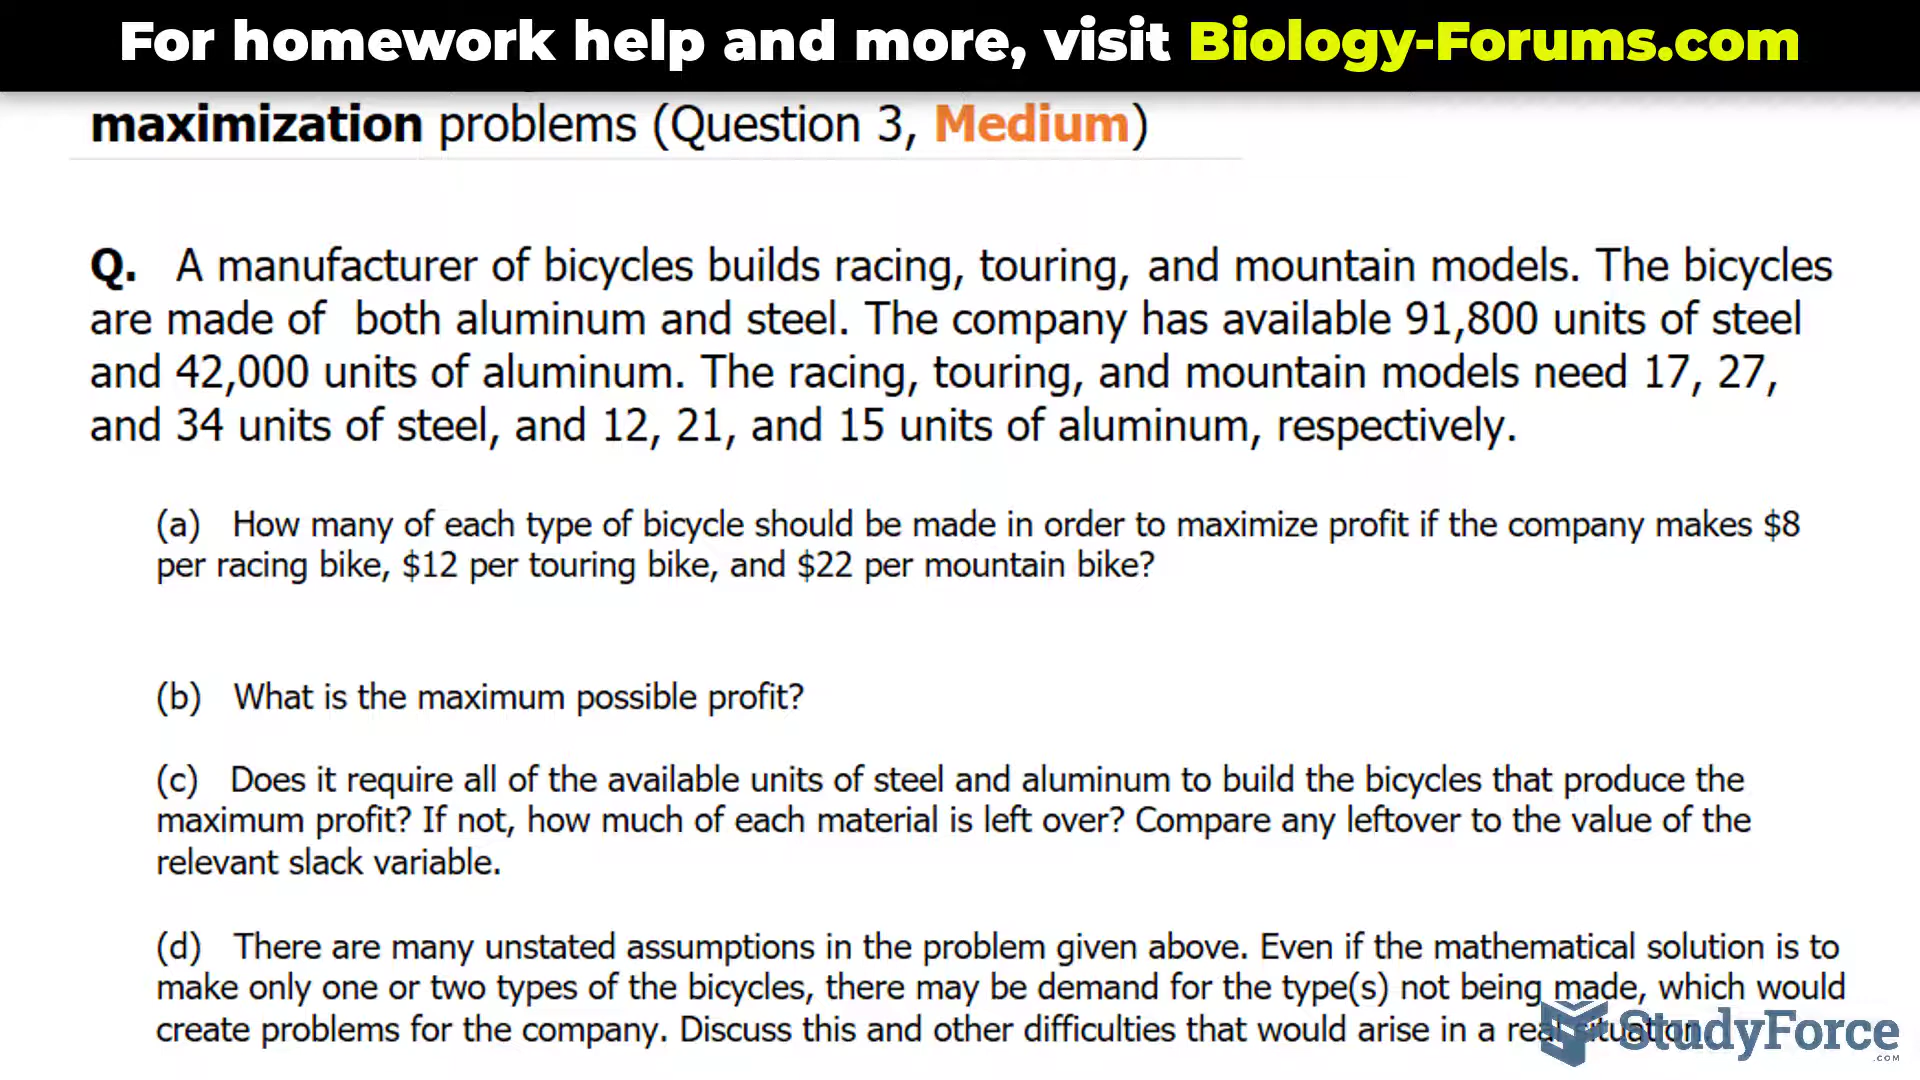 For homework help and more, visit Biology-Forums.com
maximization problems (Question 3, Medium)
Q. A manufacturer of bicycles builds racing, touring, and mountain models. The bicycles
are made of both aluminum and steel. The company has available 91,800 units of steel
and 42,000 units of aluminum. The racing, touring, and mountain models need 17, 27,
and 34 units of steel, and 12, 21, and 15 units of aluminum, respectively.
(a) How many of each type of bicycle should be made in order to maximize profit if the company makes $8
per racing bike, $12 per touring bike, and $22 per mountain bike?
(b) What is the maximum possible profit?
(c) Does it require all of the available units of steel and aluminum to build the bicycles that produce the
maximum profit? If not, how much of each material is left over? Compare any leftover to the value of the
relevant slack variable.
(d) There are many unstated assumptions in the problem given above. Even if the mathematical solution is to
make only one or two types of the bicycles, there may be demand for the type(s) not being made, which would
create problems for the company. Discuss this and other difficulties that would arise in a real situation
StudyForce
.COM